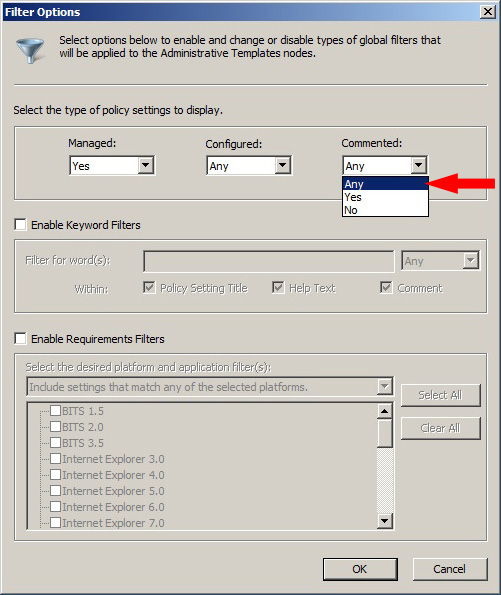 Filter Options
Select options below to enable and change or disable types of global filters that
will be applied to the Administrative Templates nodes.
Select the type of policy settings to display.
Managed: Configured: Commented:
Yes Any Any
Any
Yes
No
Enable Keyword Filters
Filter for word(s): Any
Within: Policy Setting Title Help Text Comment
Enable Requirements Filters
Select the desired platform and application filter(s):
Include settings that match any of the selected platforms.
Select All
BITS 1.5
BITS 2.0
Clear All
BITS 3.5
Internet Explorer 3.0
Internet Explorer 4.0
Internet Explorer 5.0
Internet Explorer 6.0
Internet Explorer 7.0
OK Cancel